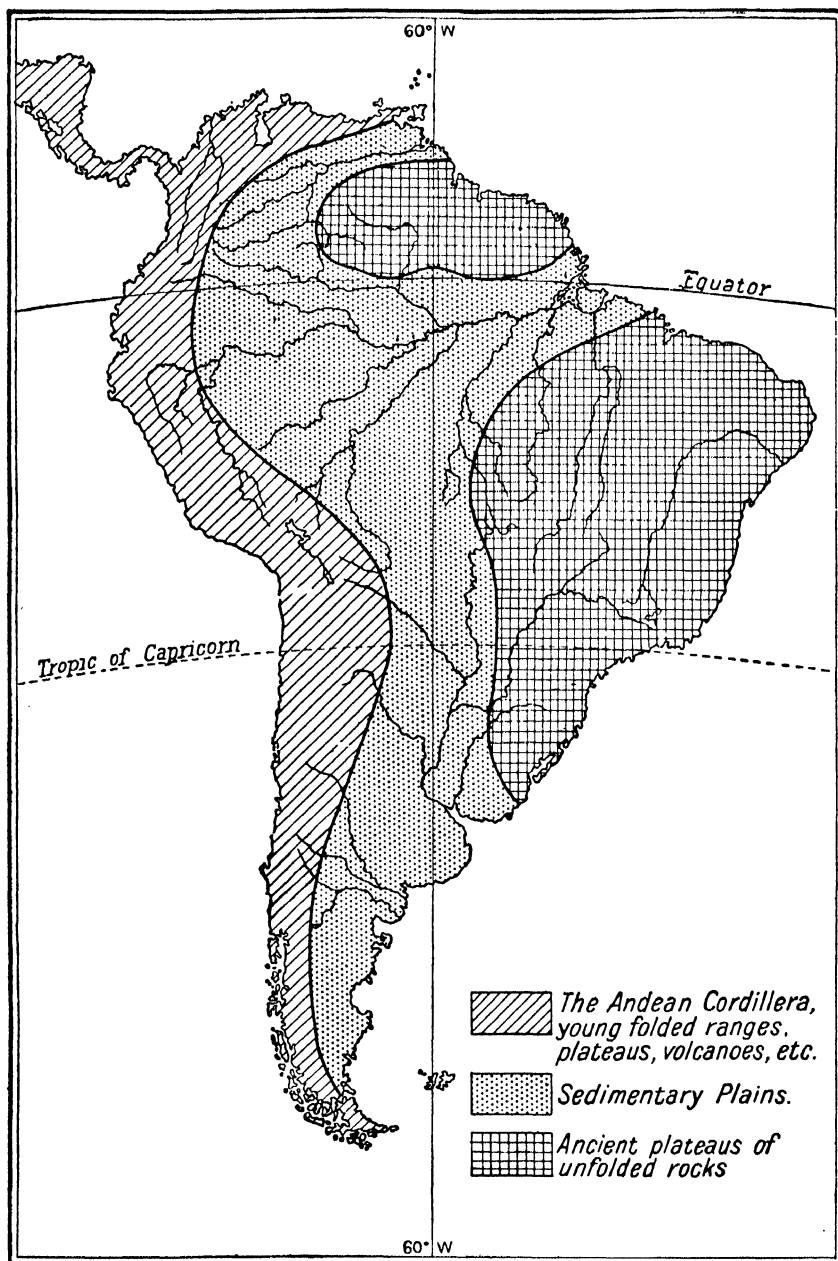 60° W
Equator
Tropic of Capricorn
The Andean Cordillera,
young folded ranges,
plateaus, volcanoes, etc.
Sedimentary Plains.
Ancient plateaus of
unfolded rocks
60° W